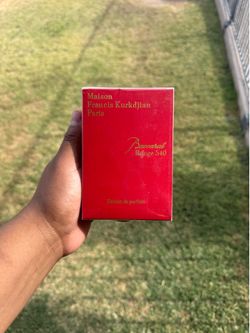 Maison
Francis Kurkdjian
Paris
Baccarat
Rouge 540
Extrait de parfum